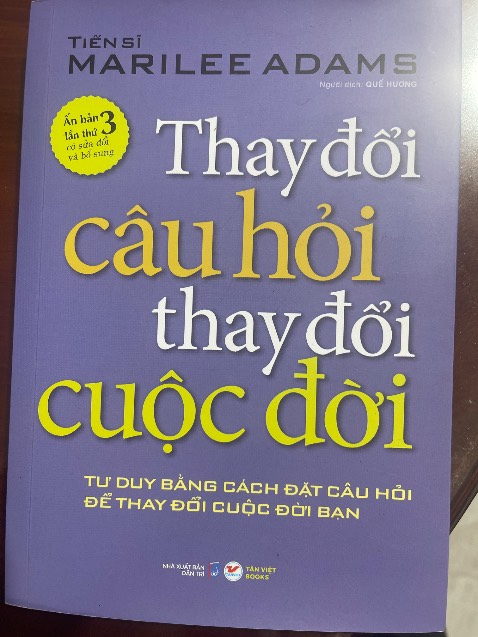 TIẾN SĨ
MARILEE ADAMS
Người dịch: QUẾ HƯƠNG
Ấn bản
lần thứ 3
có sửa đổi
và bổ sung
Thay đổi
câu hỏi
thay đổi
cuộc đời
TƯ DUY BẰNG CÁCH ĐẶT CÂU HỎI
ĐỂ THAY ĐỔI CUỘC ĐỜI BẠN
NHÀ XUẤT BẢN
DÂN TRÍ
TÂN VIỆT
BOOKS